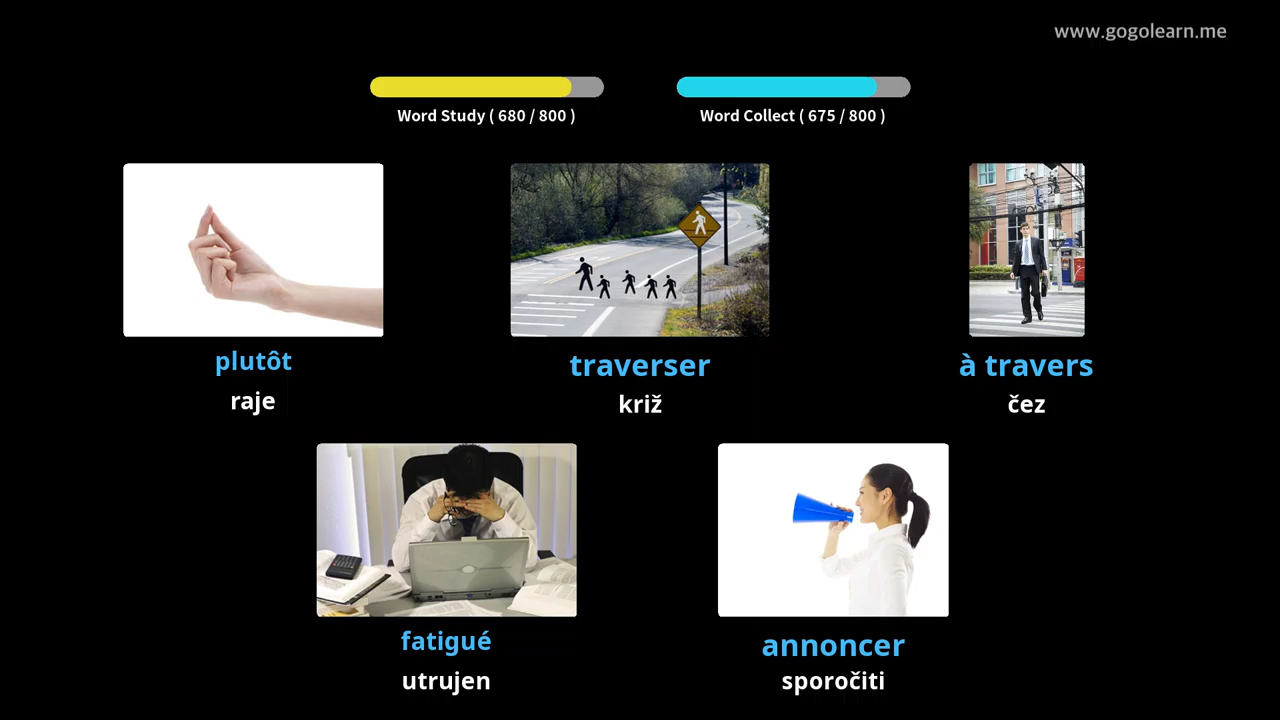 www.gogolearn.me
Word Study ( 680 / 800 )
Word Collect ( 675 / 800 )
plutôt
raje
traverser
križ
à travers
čez
fatigué
utrujen
annoncer
sporočiti